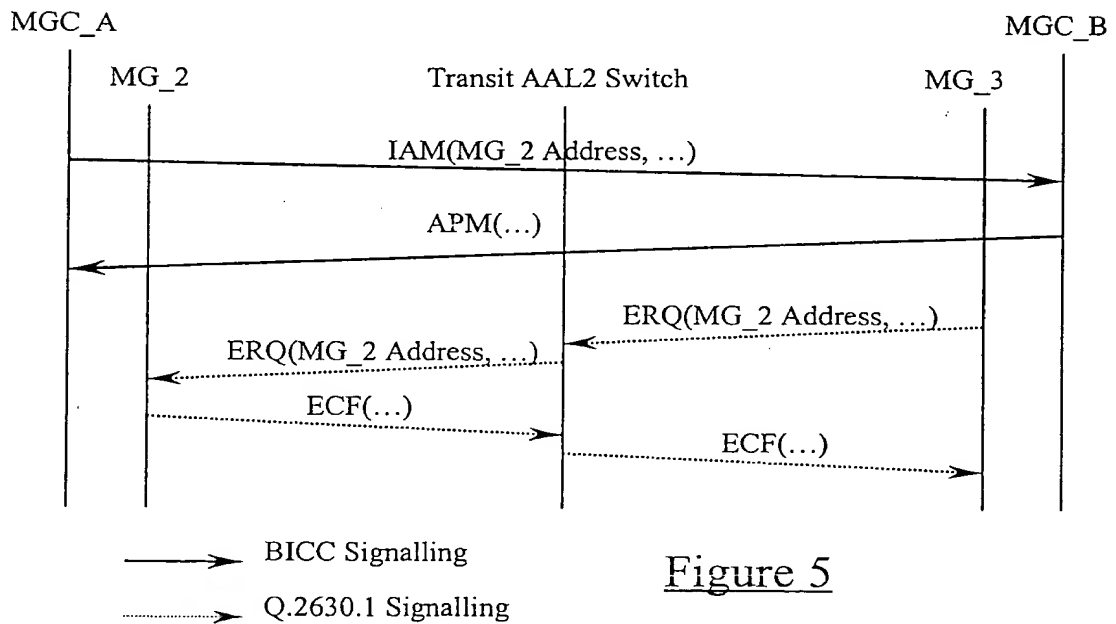 MGC_A
MGC_B
MG_2
Transit AAL2 Switch
MG_3
IAM(MG_2 Address, ...)
APM(...)
ERQ(MG_2 Address, ...)
ERQ(MG_2 Address, ...)
ECF(...)
ECF(...)
BICC Signalling
Figure 5
Q.2630.1 Signalling